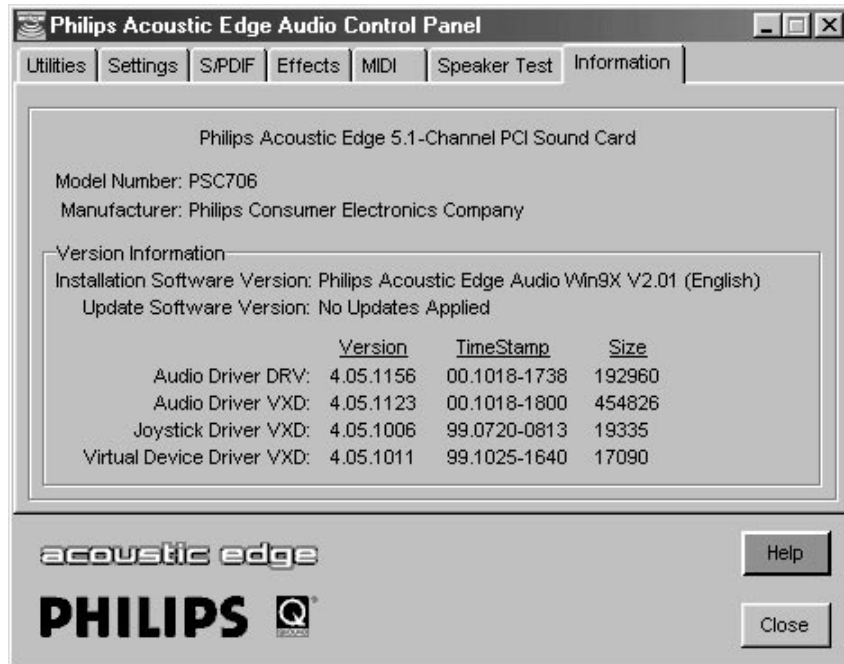 Philips Acoustic Edge Audio Control Panel
Utilities Settings S/PDIF Effects MIDI Speaker Test Information
Philips Acoustic Edge 5.1-Channel PCI Sound Card
Model Number: PSC706
Manufacturer: Philips Consumer Electronics Company
Version Information
Installation Software Version: Philips Acoustic Edge Audio Win9X V2.01 (English)
Update Software Version: No Updates Applied
Version TimeStamp Size
Audio Driver DRV: 4.05.1156 00.1018-1738 192960
Audio Driver VXD: 4.05.1123 00.1018-1800 454826
Joystick Driver VXD: 4.05.1006 99.0720-0813 19335
Virtual Device Driver VXD: 4.05.1011 99.1025-1640 17090
acoustic edge
Help
PHILIPS Q
Close